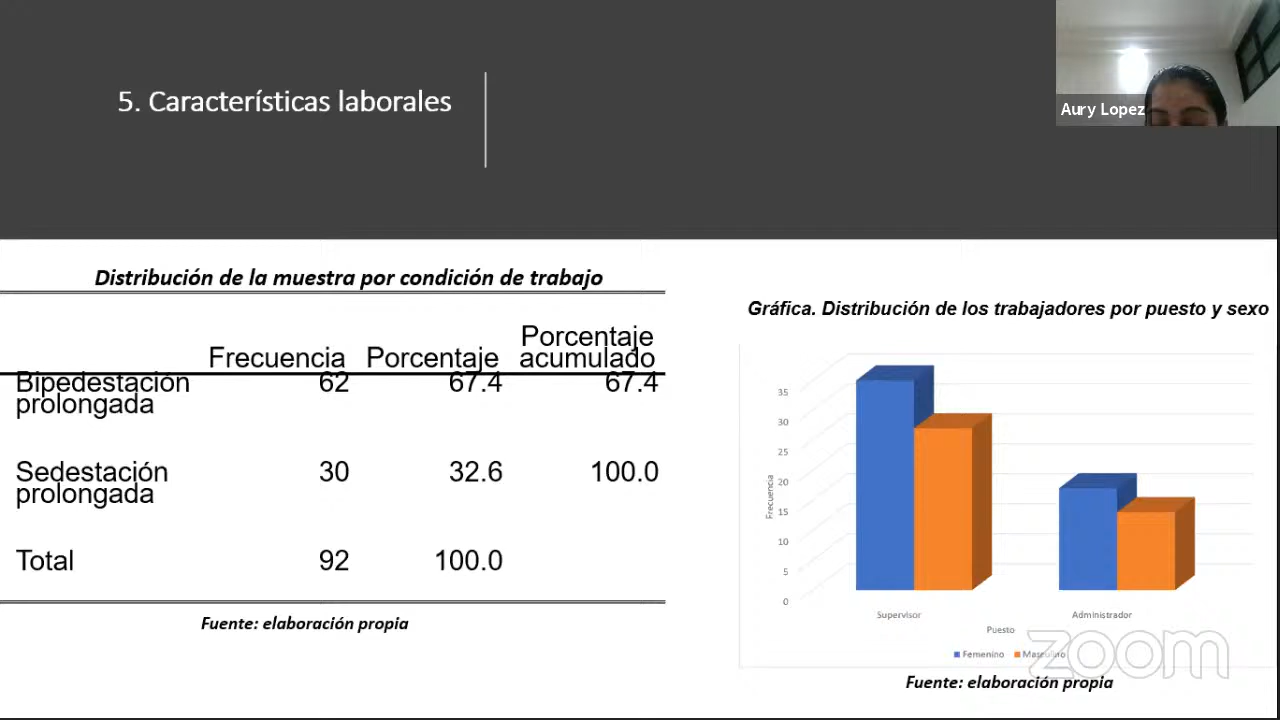 5. Características laborales
Aury Lopez
Distribución de la muestra por condición de trabajo
Frecuencia Porcentaje Porcentaje acumulado
Bipedestación prolongada 62 67.4 67.4
Sedestación prolongada 30 32.6 100.0
Total 92 100.0
Fuente: elaboración propia
Gráfica. Distribución de los trabajadores por puesto y sexo
35
30
25
20
15
10
5
0
Frecuencia
Supervisor Administrador
Puesto
Femenino Masculino
zoom
Fuente: elaboración propia